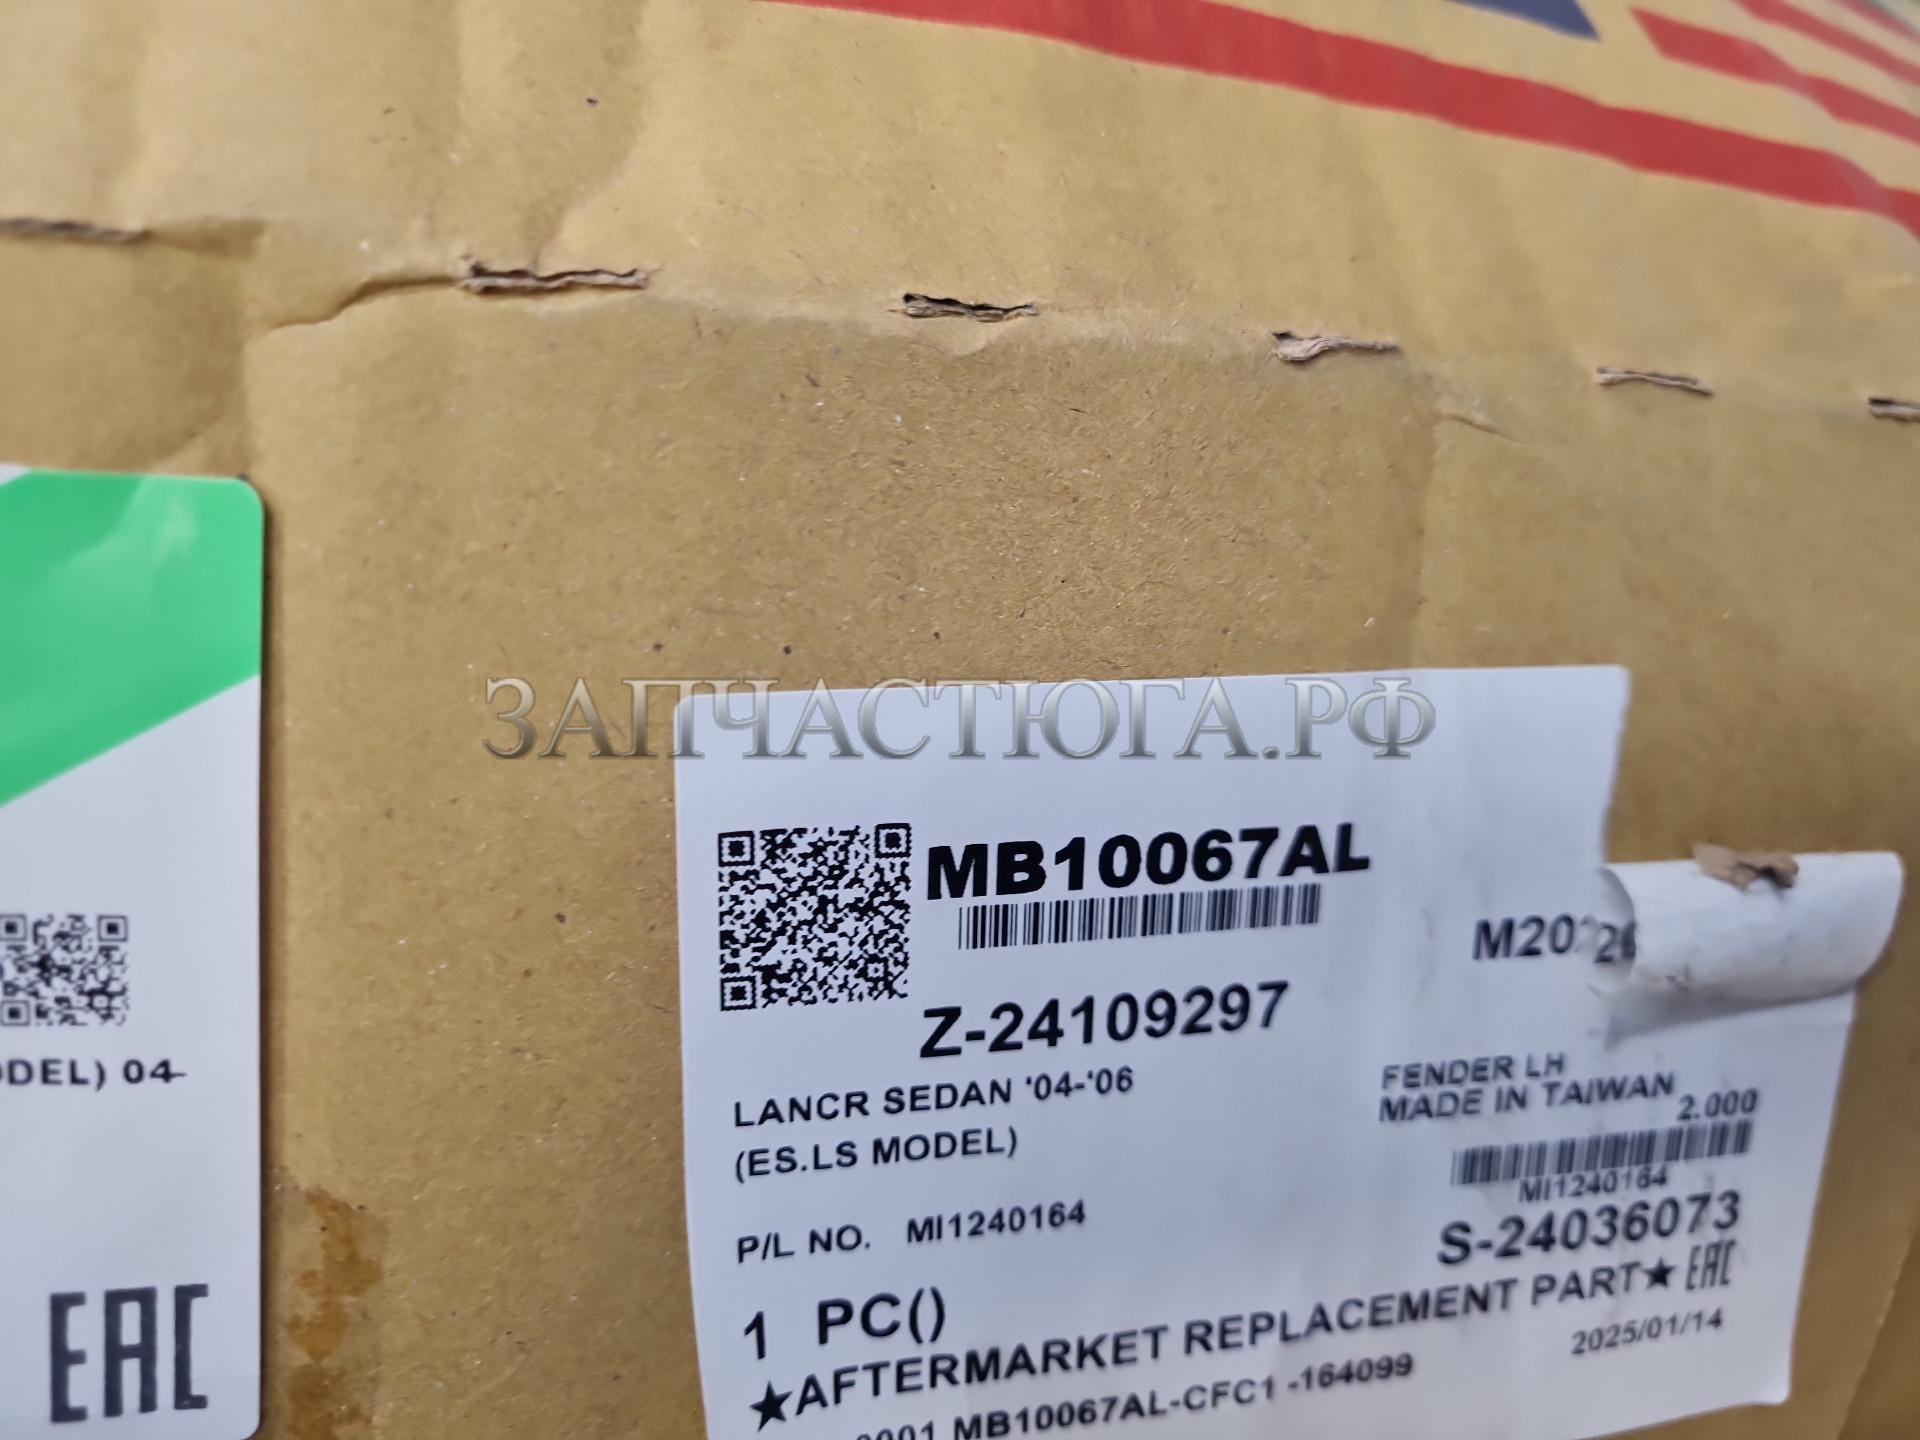 ЗАПЧАСТЮГА.РФ
MB10067AL
Z-24109297
LANCR SEDAN '04-'06
(ES.LS MODEL)
FENDER LH
MADE IN TAIWAN
2.000
MI1240164
P/L NO. MI1240164
S-24036073
1 PC()
★AFTERMARKET REPLACEMENT PART★ EAC
2025/01/14
MB10067AL-CFC1 -164099
04-
EAC